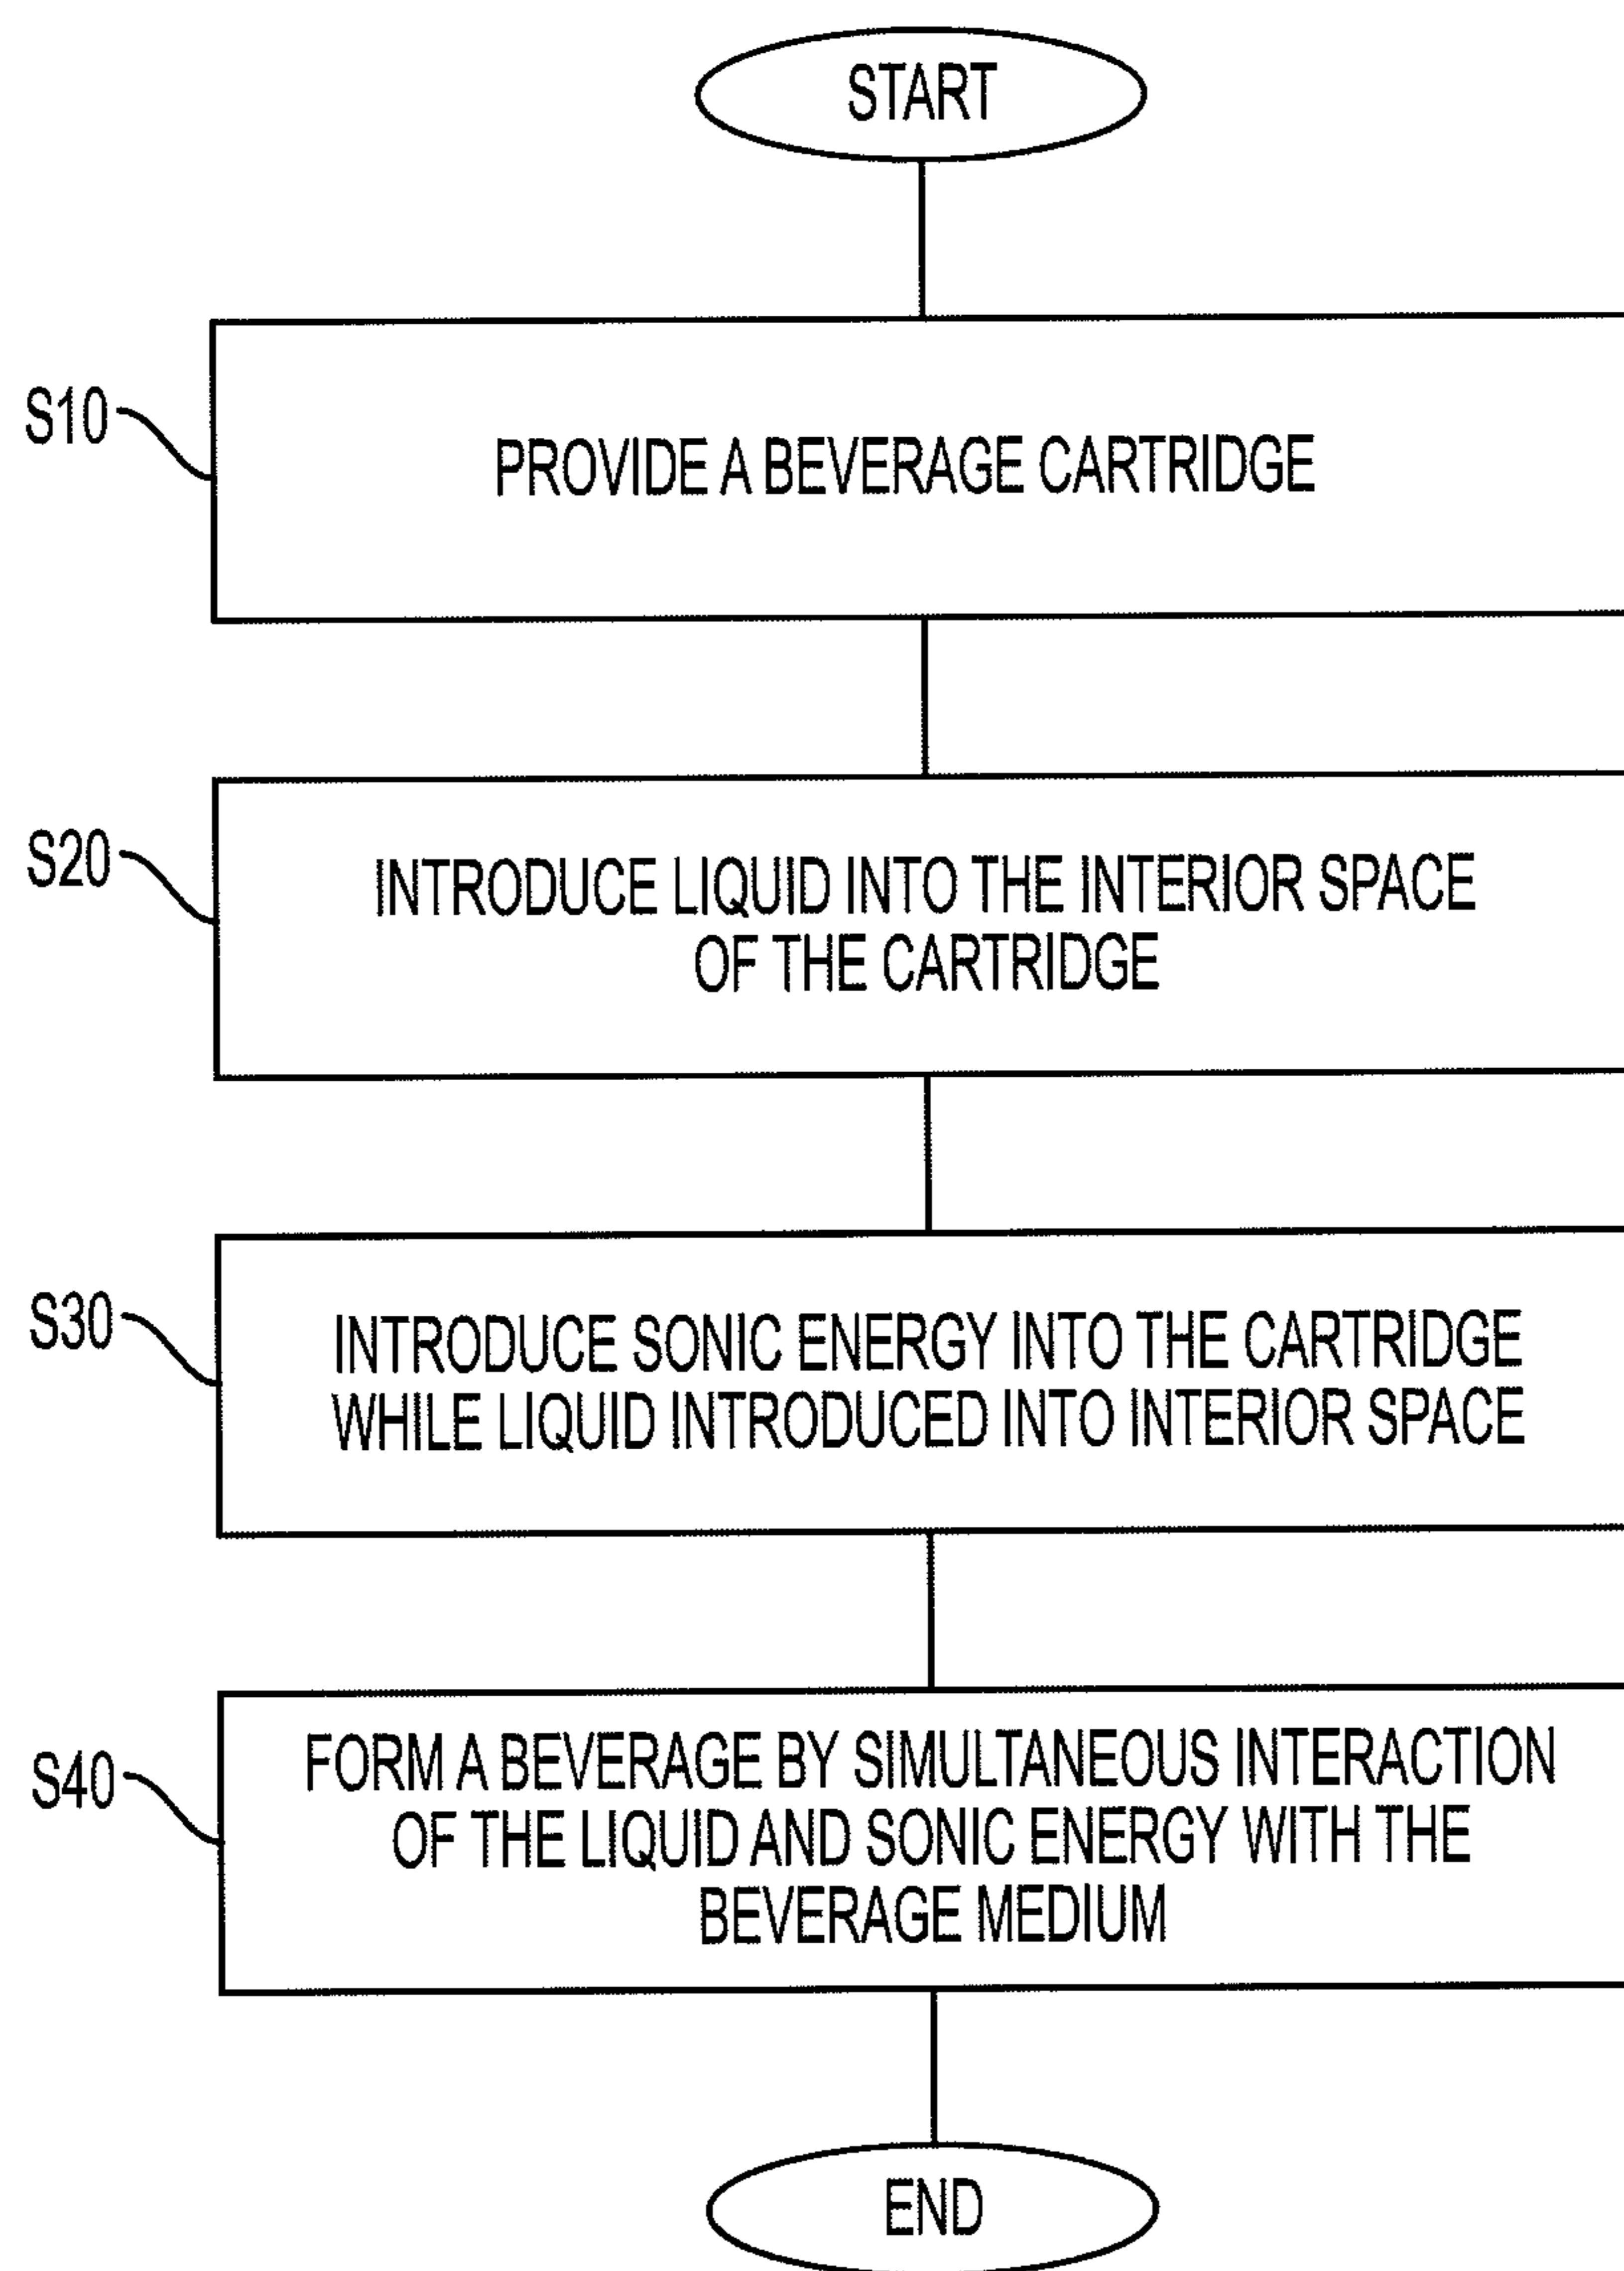 START
S10
PROVIDE A BEVERAGE CARTRIDGE
S20
INTRODUCE LIQUID INTO THE INTERIOR SPACE
OF THE CARTRIDGE
S30
INTRODUCE SONIC ENERGY INTO THE CARTRIDGE
WHILE LIQUID INTRODUCED INTO INTERIOR SPACE
S40
FORM A BEVERAGE BY SIMULTANEOUS INTERACTION
OF THE LIQUID AND SONIC ENERGY WITH THE
BEVERAGE MEDIUM
END